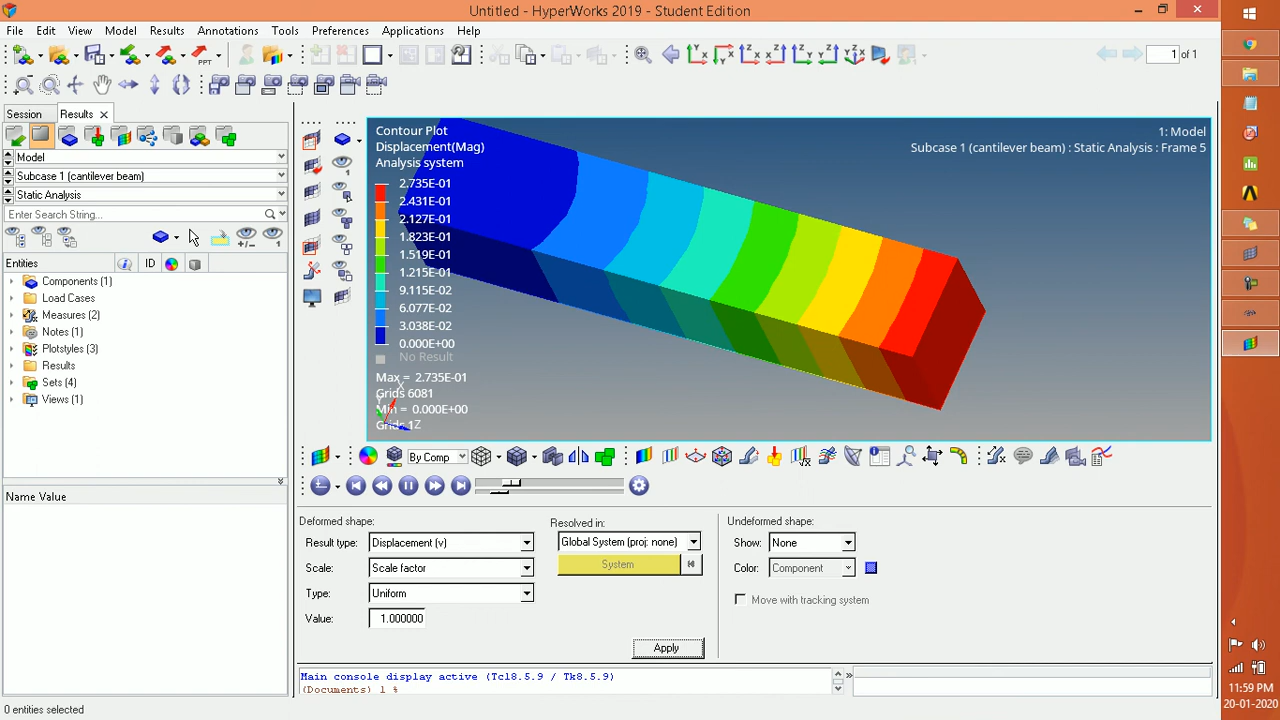 Untitled - HyperWorks 2019 - Student Edition
File Edit View Model Results Annotations Tools Preferences Applications Help
PPT
1 of 1
Session Results
Model
Subcase 1 (cantilever beam)
Static Analysis
Enter Search String...
Entities ID
Components (1)
Load Cases
Measures (2)
Notes (1)
Plotstyles (3)
Results
Sets (4)
Views (1)
Name Value
Contour Plot
Displacement(Mag)
Analysis system
2.735E-01
2.431E-01
2.127E-01
1.823E-01
1.519E-01
1.215E-01
9.115E-02
6.077E-02
3.038E-02
0.000E+00
No Result
Max = 2.735E-01
Grids 6081
Min = 0.000E+00
Grids 1
X
Y
Z
1: Model
Subcase 1 (cantilever beam) : Static Analysis : Frame 5
By Comp
Deformed shape:
Result type: Displacement (v)
Scale: Scale factor
Type: Uniform
Value: 1.000000
Resolved in:
Global System (proj: none)
System
Apply
Undeformed shape:
Show: None
Color: Component
Move with tracking system
Main console display active (Tcl8.5.9 / Tk8.5.9)
(Documents) 1 %
0 entities selected
11:59 PM
20-01-2020